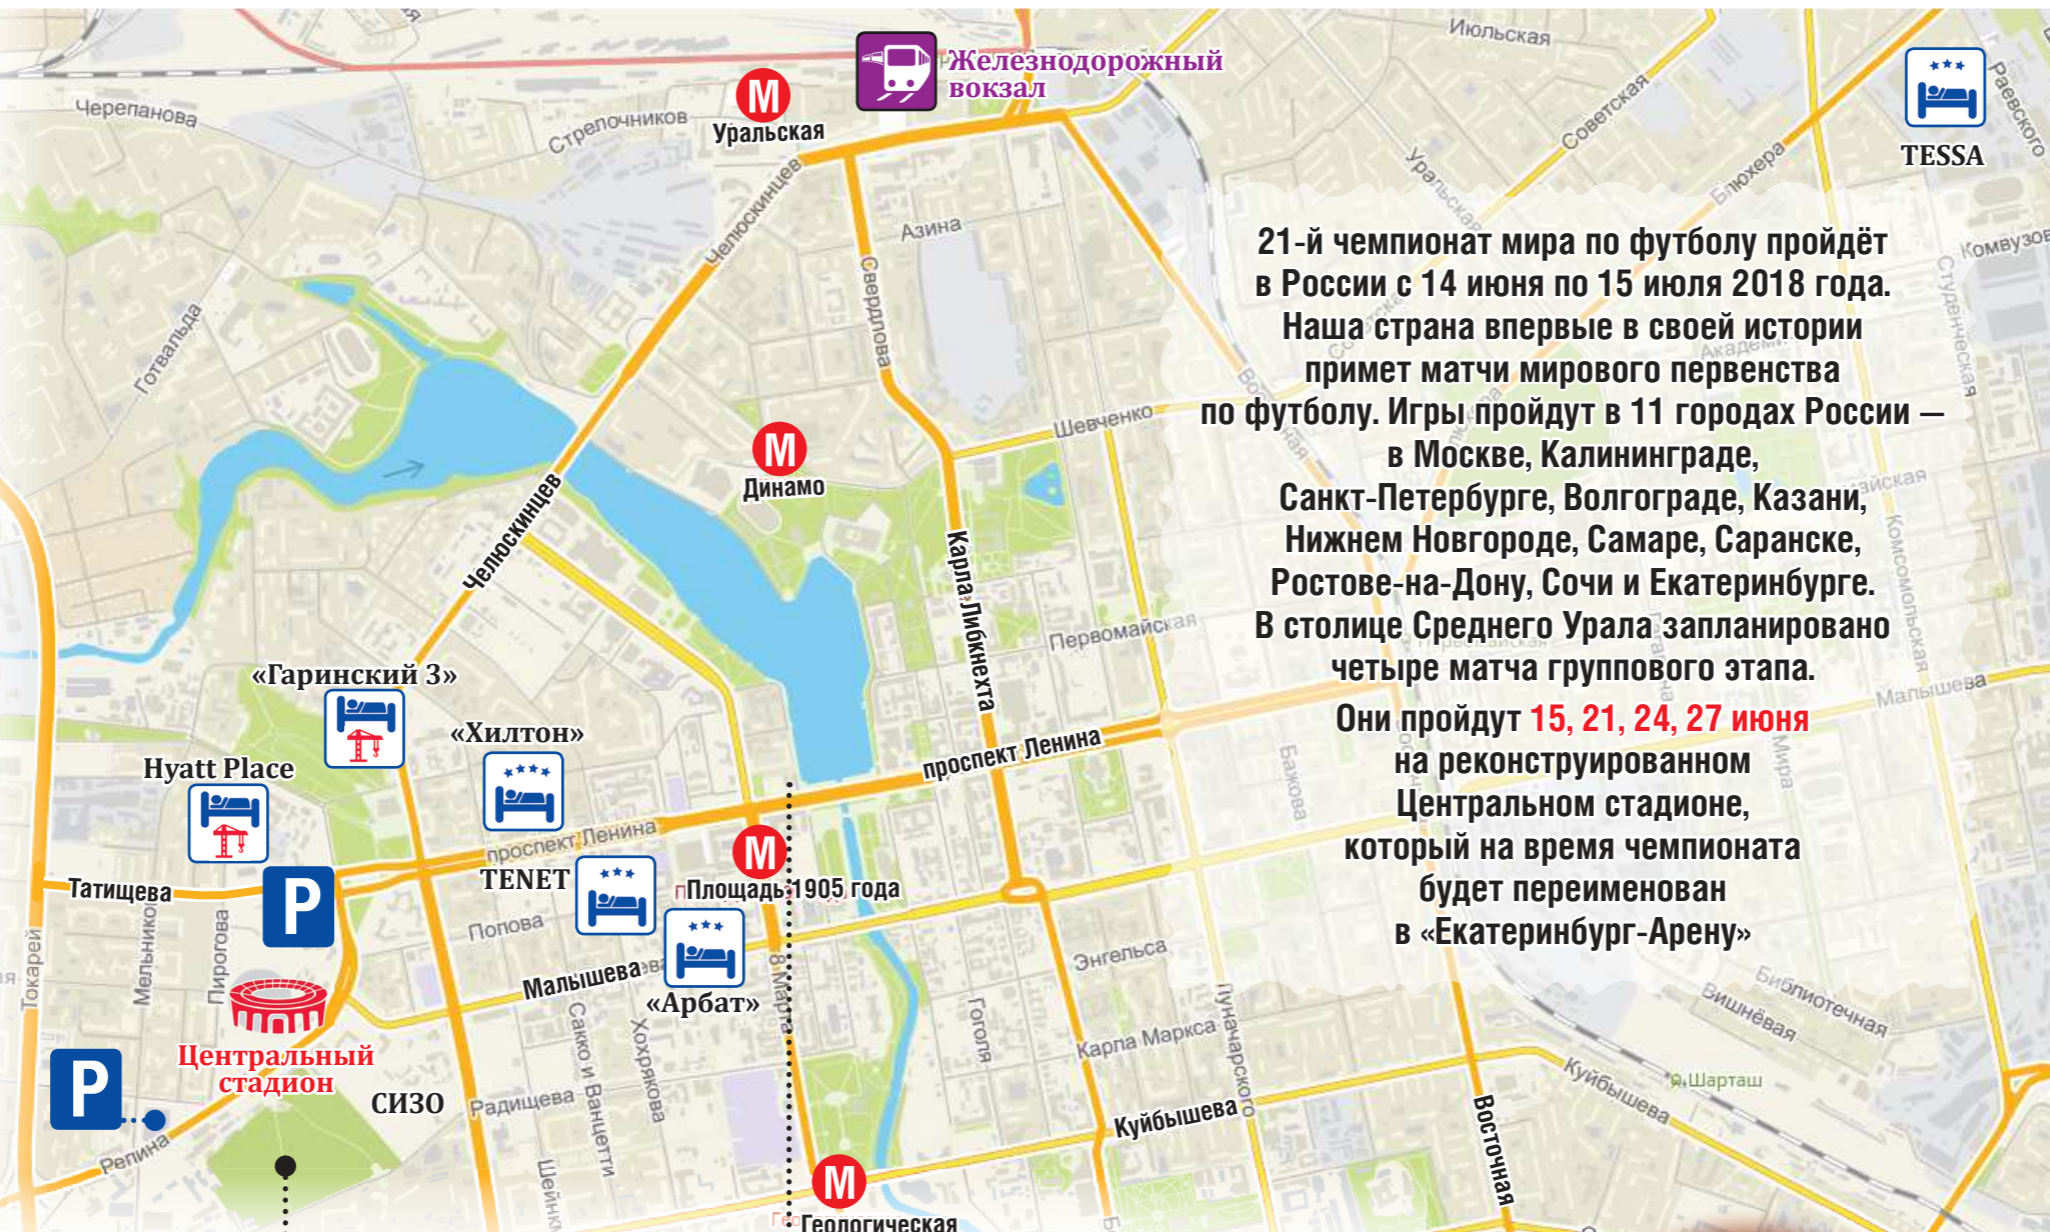 Июльская
Железнодорожный
вокзал
М
Уральская
Черепанова
Стрелочников
Советская
Раевского
TESSA
Уральская
Блюхера
Челюскинцев
Азина
Свердлова
Готвальда
21-й чемпионат мира по футболу пройдёт
в России с 14 июня по 15 июля 2018 года.
Наша страна впервые в своей истории
примет матчи мирового первенства
по футболу. Игры пройдут в 11 городах России —
в Москве, Калининграде,
Санкт-Петербурге, Волгограде, Казани,
Нижнем Новгороде, Самаре, Саранске,
Ростове-на-Дону, Сочи и Екатеринбурге.
В столице Среднего Урала запланировано
четыре матча группового этапа.
Они пройдут 15, 21, 24, 27 июня
на реконструированном
Центральном стадионе,
который на время чемпионата
будет переименован
в «Екатеринбург-Арену»
Комвузов
Студенческая
Шевченко
М
Динамо
Челюскинцев
Карла Либкнехта
Комсомольская
Первомайская
Малышева
Мира
Бажова
«Гаринский 3»
«Хилтон»
Hyatt Place
проспект Ленина
проспект Ленина
М
Площадь 1905 года
TENET
Татищева
P
Мельников
Пирогова
Токарей
Попова
Малышева
«Арбат»
8 Марта
Энгельса
Гоголя
Луначарского
Карла Маркса
Библиотечная
Вишнёвая
Центральный
стадион
P
СИЗО
Радищева
Сакко и Ванцетти
Хохрякова
Репина
Куйбышева
Куйбышева
Шарташ
Восточная
М
Геологическая